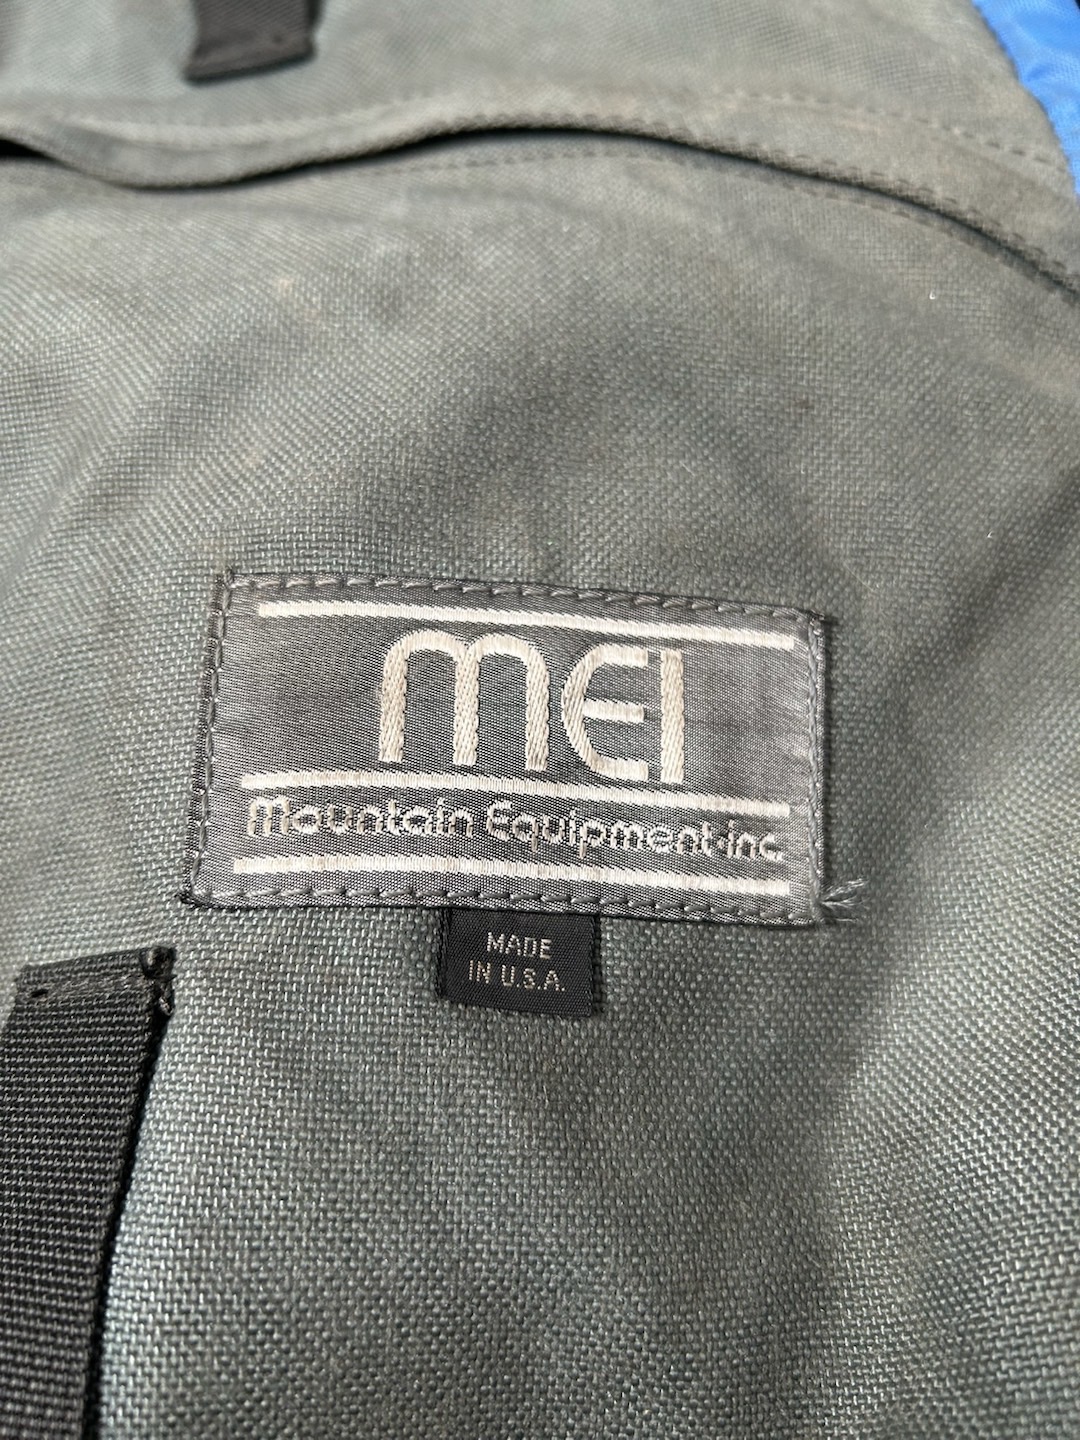 MEI
Mountain Equipment·inc.
MADE
IN U.S.A.